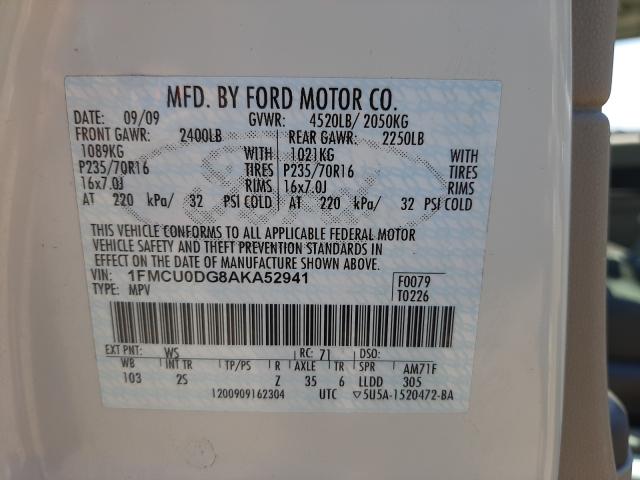 MFD. BY FORD MOTOR CO.
DATE: 09/09 GVWR: 4520LB/ 2050KG
FRONT GAWR: 2400LB REAR GAWR: 2250LB
1089KG WITH 1021KG WITH
P235/70R16 TIRES P235/70R16 TIRES
16x7.0J RIMS 16x7.0J RIMS
AT 220 kPa/ 32 PSI COLD AT 220 kPa/ 32 PSI COLD
THIS VEHICLE CONFORMS TO ALL APPLICABLE FEDERAL MOTOR
VEHICLE SAFETY AND THEFT PREVENTION STANDARDS IN
EFFECT ON THE DATE OF MANUFACTURE SHOWN ABOVE.
VIN: 1FMCU0DG8AKA52941 F0079
TYPE: MPV T0226
EXT PNT: WS RC: 71 DSO:
WB INT TR TP/PS R AXLE TR SPR AM71F
103 2S Z 35 6 LLDD 305
1200909162304 UTC ▽5U5A-1520472-BA